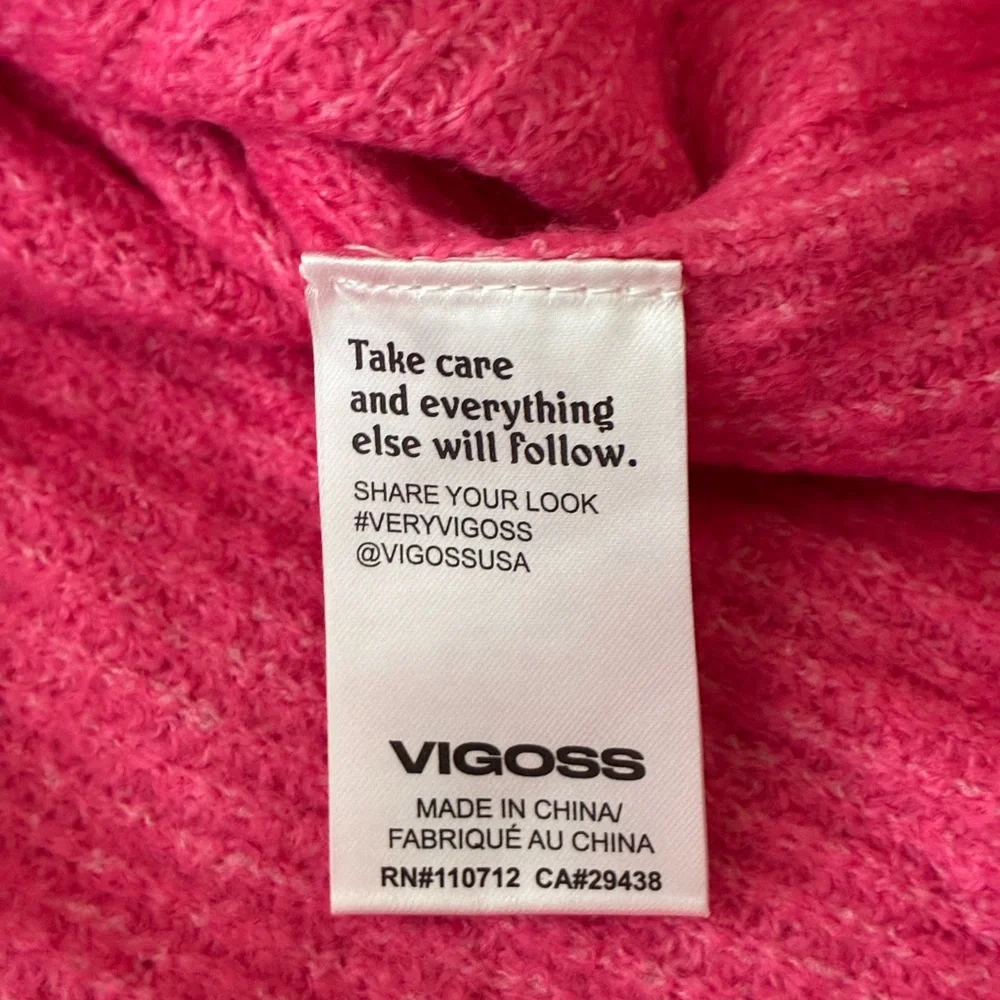 Take care
and everything
else will follow.
SHARE YOUR LOOK
#VERYVIGOSS
@VIGOSSUSA
VIGOSS
MADE IN CHINA/
FABRIQUÉ AU CHINA
RN#110712 CA#29438